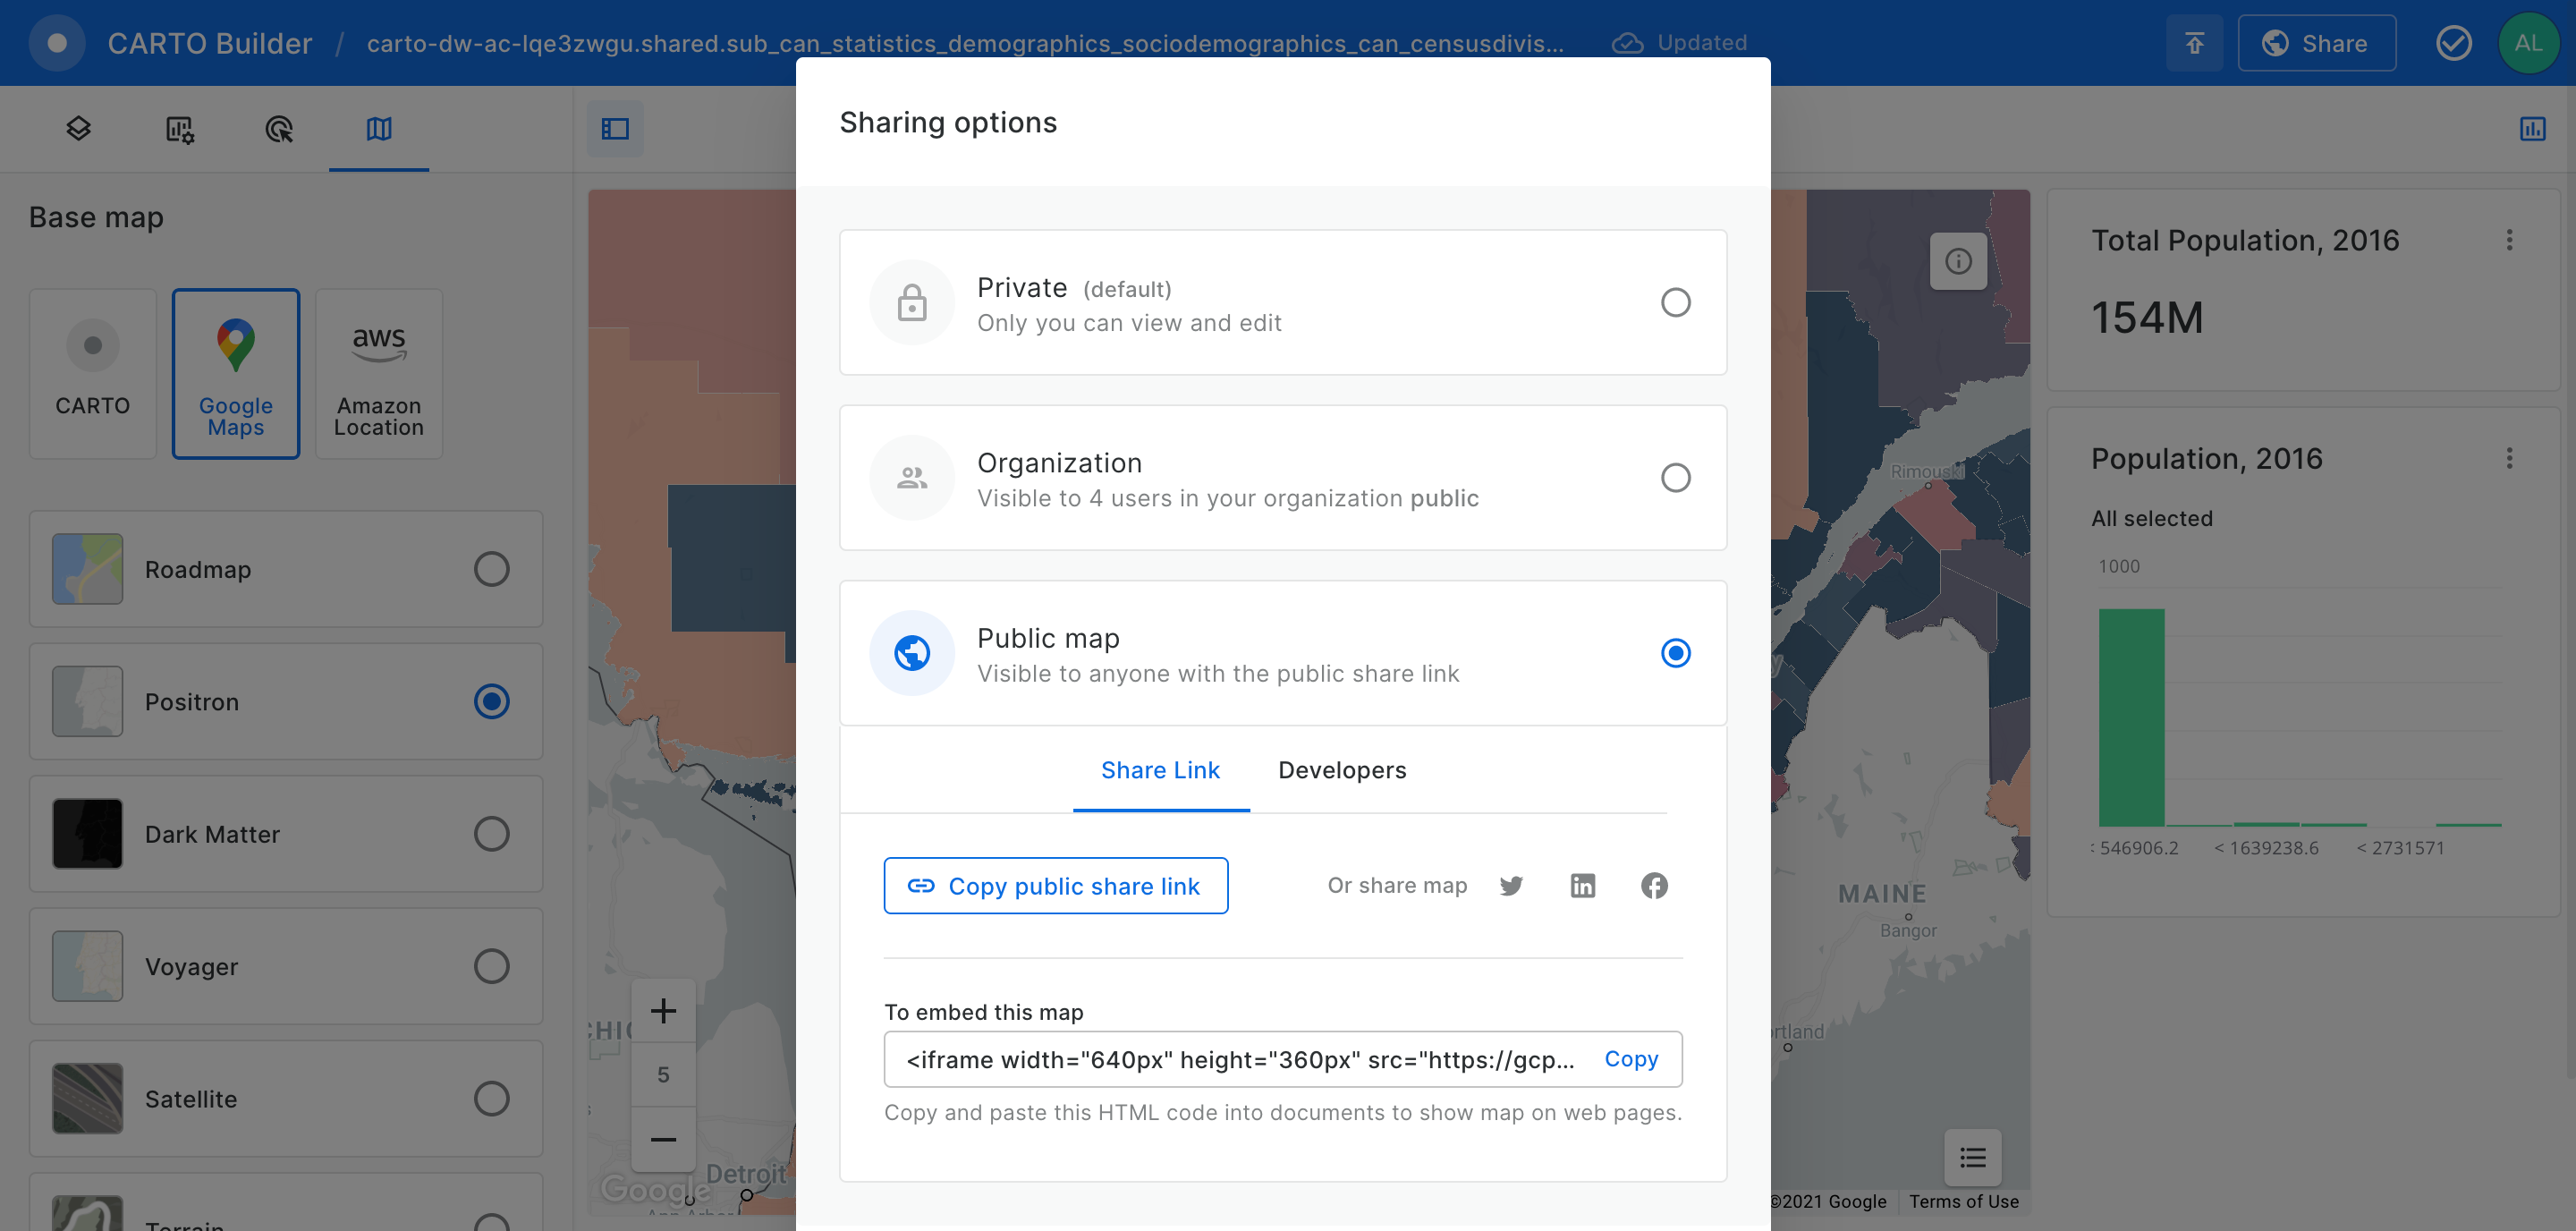 CARTO Builder / carto-dw-ac-lqe3zwgu.shared.sub_can_statistics_demographics_sociodemographics_can_censusdivis...
Updated
Share
AL
Base map
CARTO
Google
Maps
aws
Amazon
Location
Roadmap
Positron
Dark Matter
Voyager
Satellite
Terrain
Sharing options
Private (default)
Only you can view and edit
Organization
Visible to 4 users in your organization public
Public map
Visible to anyone with the public share link
Share Link
Developers
Copy public share link
Or share map
To embed this map
<iframe width="640px" height="360px" src="https://gcp...
Copy
Copy and paste this HTML code into documents to show map on web pages.
5
Detroit
Google
Rimouski
MAINE
Bangor
©2021 Google
Terms of Use
Total Population, 2016
154M
Population, 2016
All selected
1000
546906.2
< 1639238.6
< 2731571